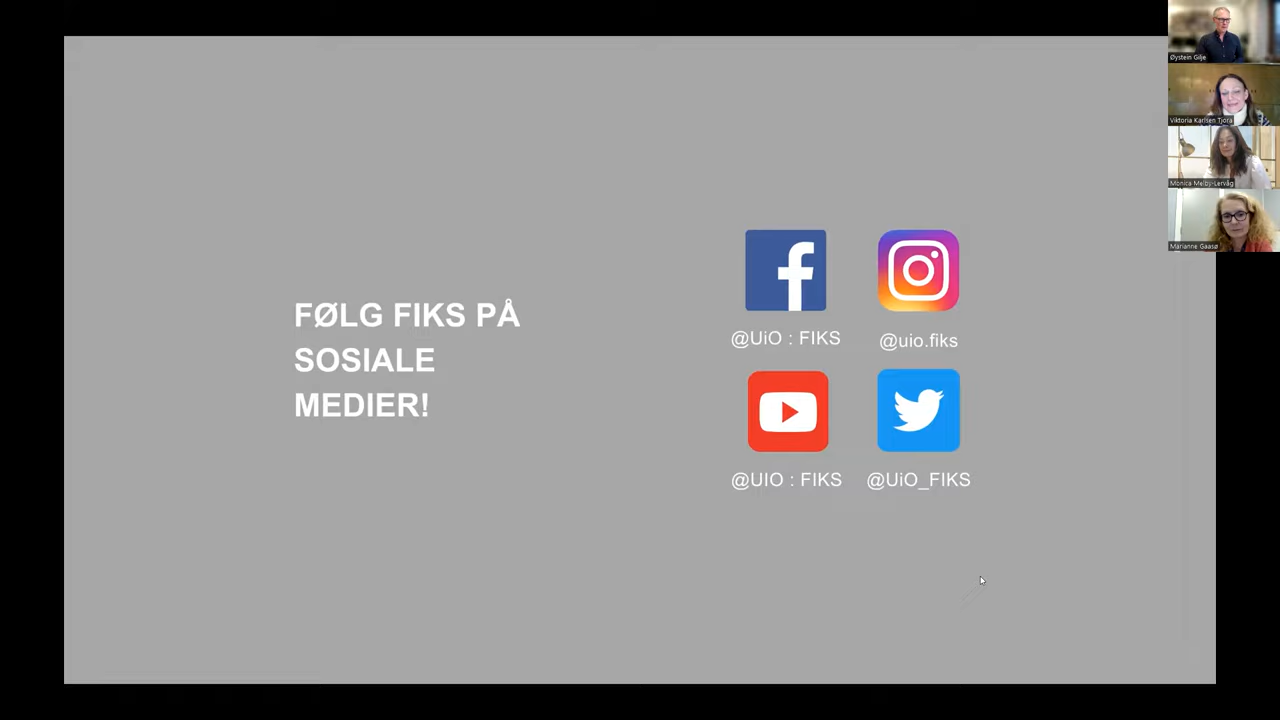 FØLG FIKS PÅ
SOSIALE
MEDIER!
@UiO : FIKS
@uio.fiks
@UIO : FIKS
@UiO_FIKS
Øystein Gilje
Viktoria Karlsen Tjora
Monica Melby-Lervåg
Marianne Gaasø